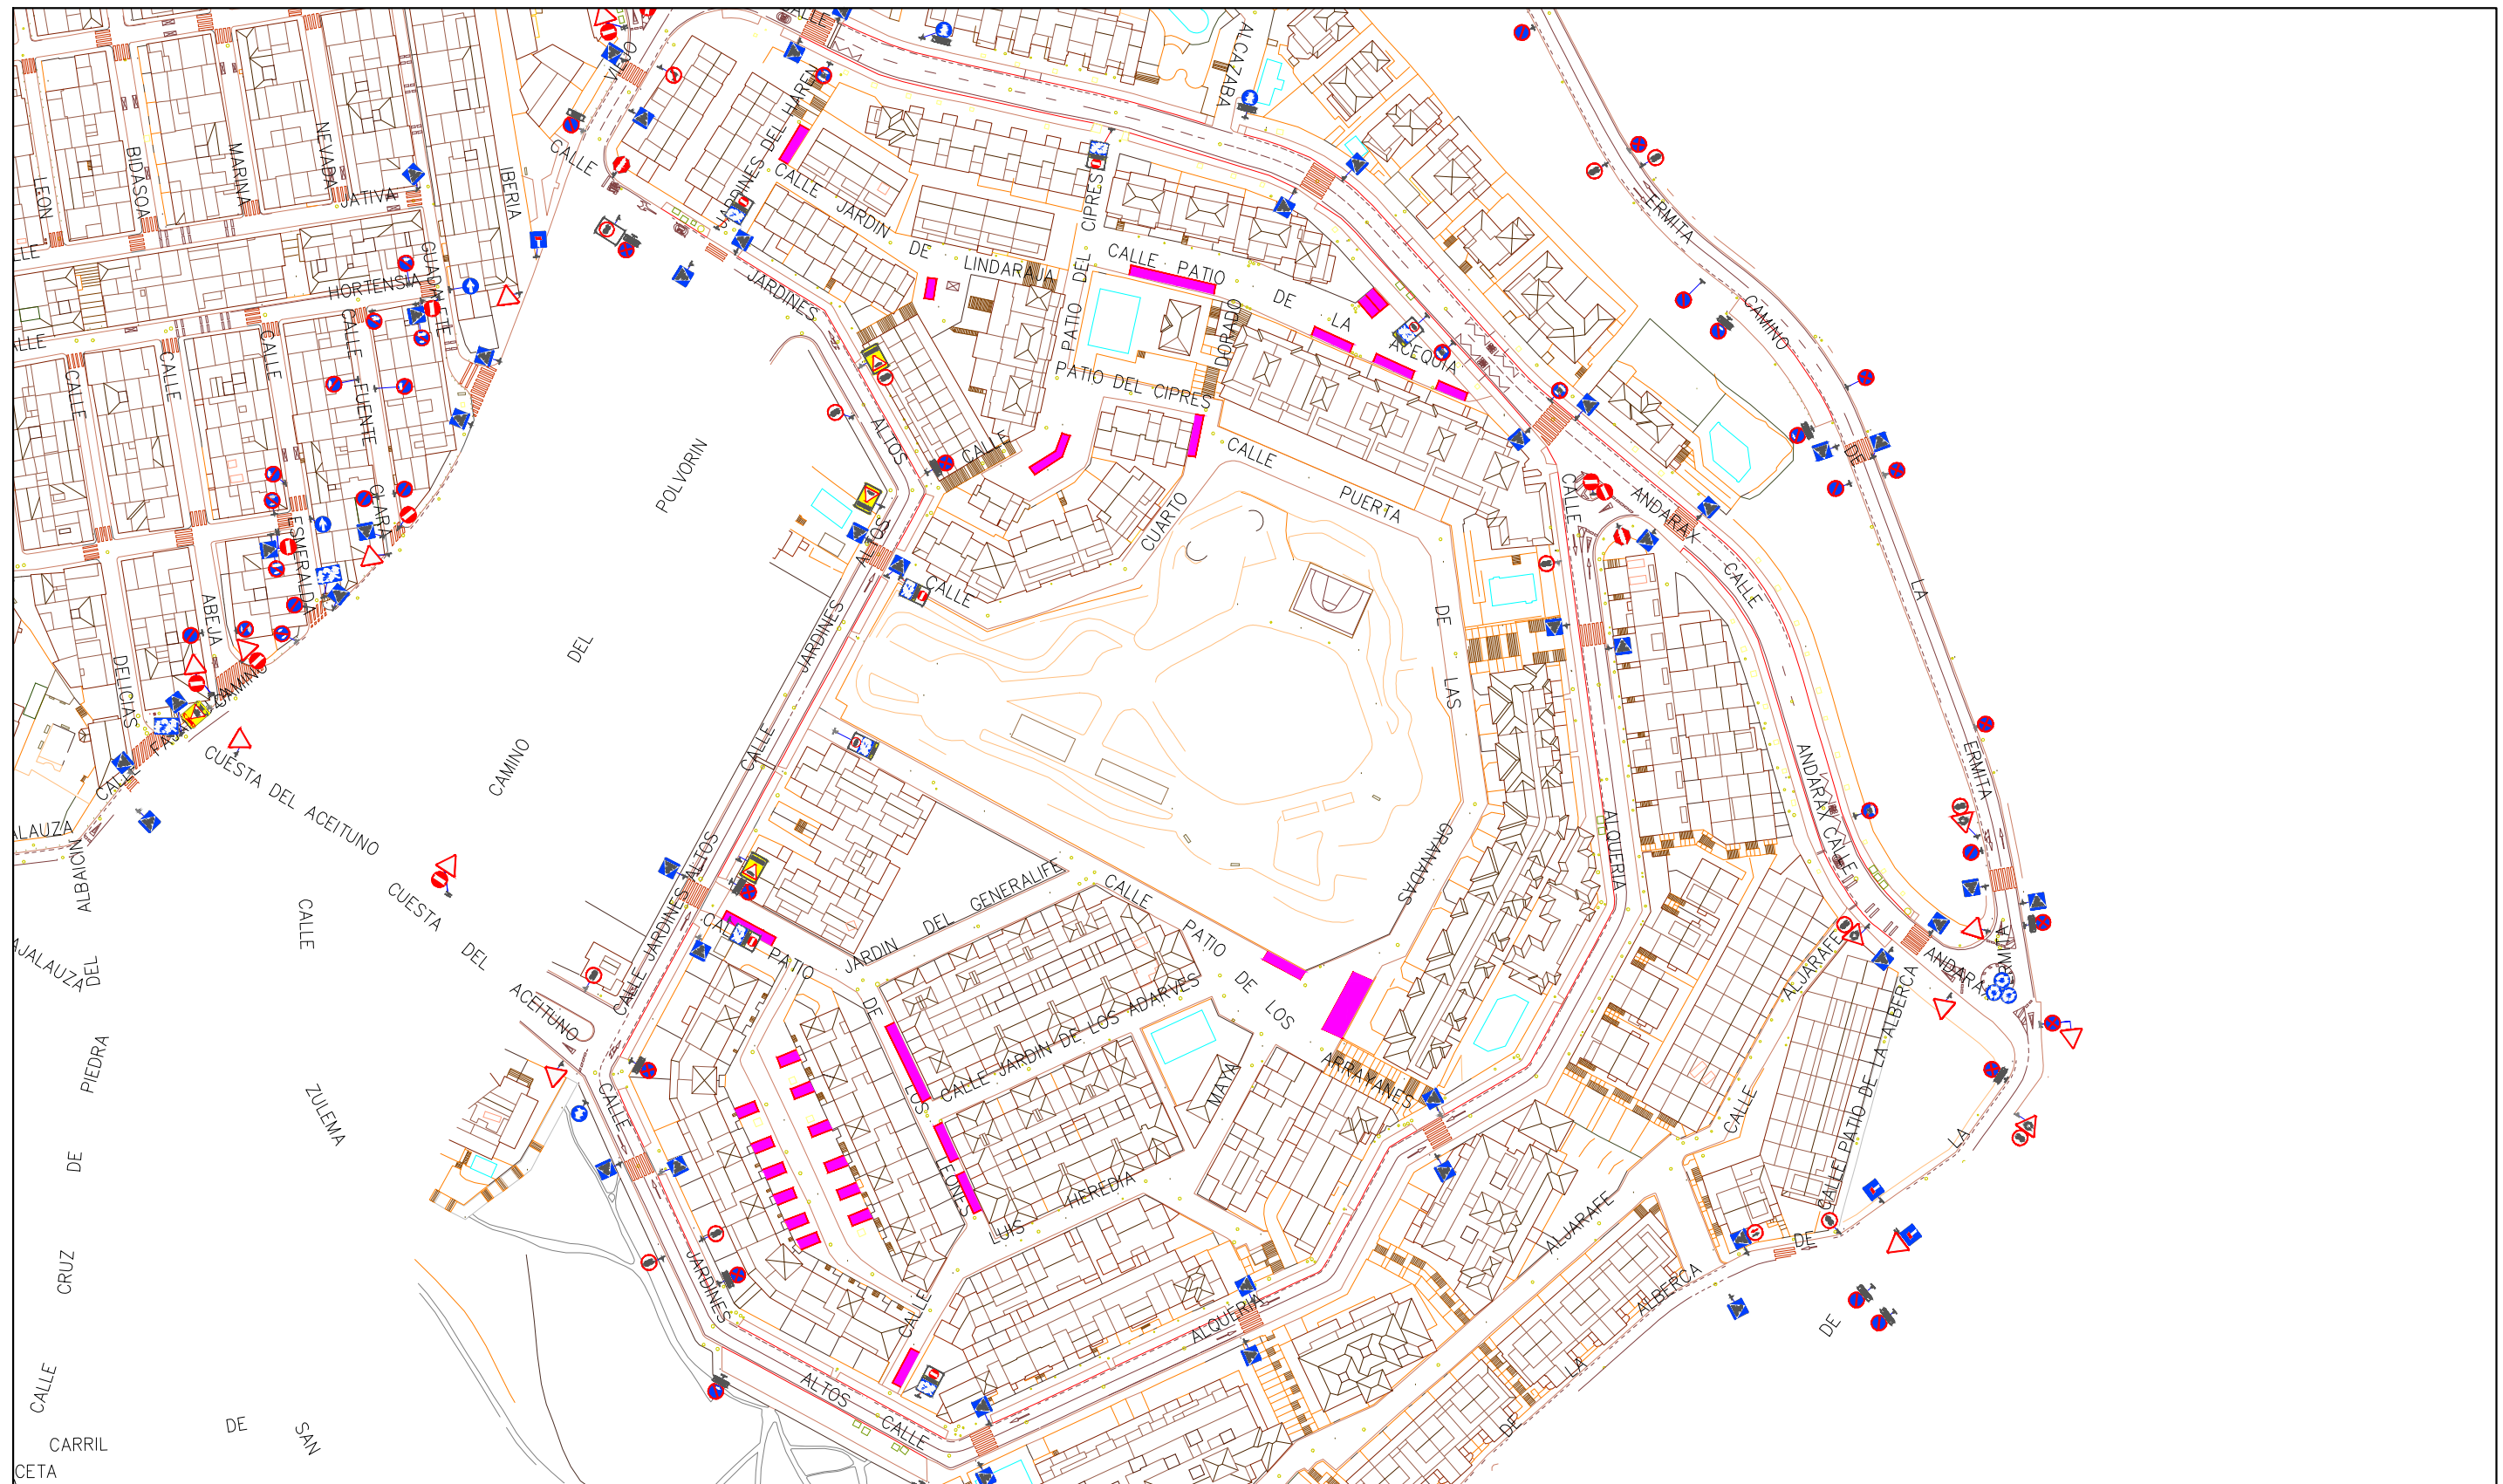 CALLE
VIEJO
ALCAZABA
CALLE
LEON
BIDASOA
MARINA
NEVADA
JATIVA
IBERIA
GUADALETE
HORTENSIA
JARDINES DEL HAREN
CALLE JARDIN DE LINDARAJA
PATIO DEL CIPRES
CALLE PATIO DE LA ACEQUIA
DORADO
PATIO DEL CIPRES
ERMITA
CAMINO
DE
LA
ERMITA
JARDINES
ALTOS
CALLE
CALLE
CALLE
CALLE
CALLE
FUENTE
CLARA
ESMERALDA
ABEJA
DELICIAS
CAMINO
DEL
POLVORIN
CUARTO
CALLE
CALLE PUERTA DE LAS GRANADAS
CALLE
ANDARAX
CALLE
ANDARAX CALLE
ALQUERIA
CALLE JARDINES ALTOS
CALLE
CUESTA DEL ACEITUNO
CUESTA DEL ACEITUNO
ALAUZA
ALBAICIN
DEL
AJALAUZA
PIEDRA
DE
CRUZ
CALLE
CALLE
ZULEMA
SAN
DE
CARRIL
CETA
CALLE JARDINES ALTOS
CALLE PATIO DE LOS LEONES
JARDIN DEL GENERALIFE
CALLE PATIO DE LOS ARRAYANES
CALLE JARDIN DE LOS ADARVES
MAYA
LUIS HEREDIA
CALLE
CALLE
JARDINES
ALTOS
CALLE
ALQUERIA
ALJARAFE
CALLE
ALJARAFE
ANDARAX
CALLE PATIO DE LA ALBERCA
LA
DE
DE
ALBERCA
LA
DE